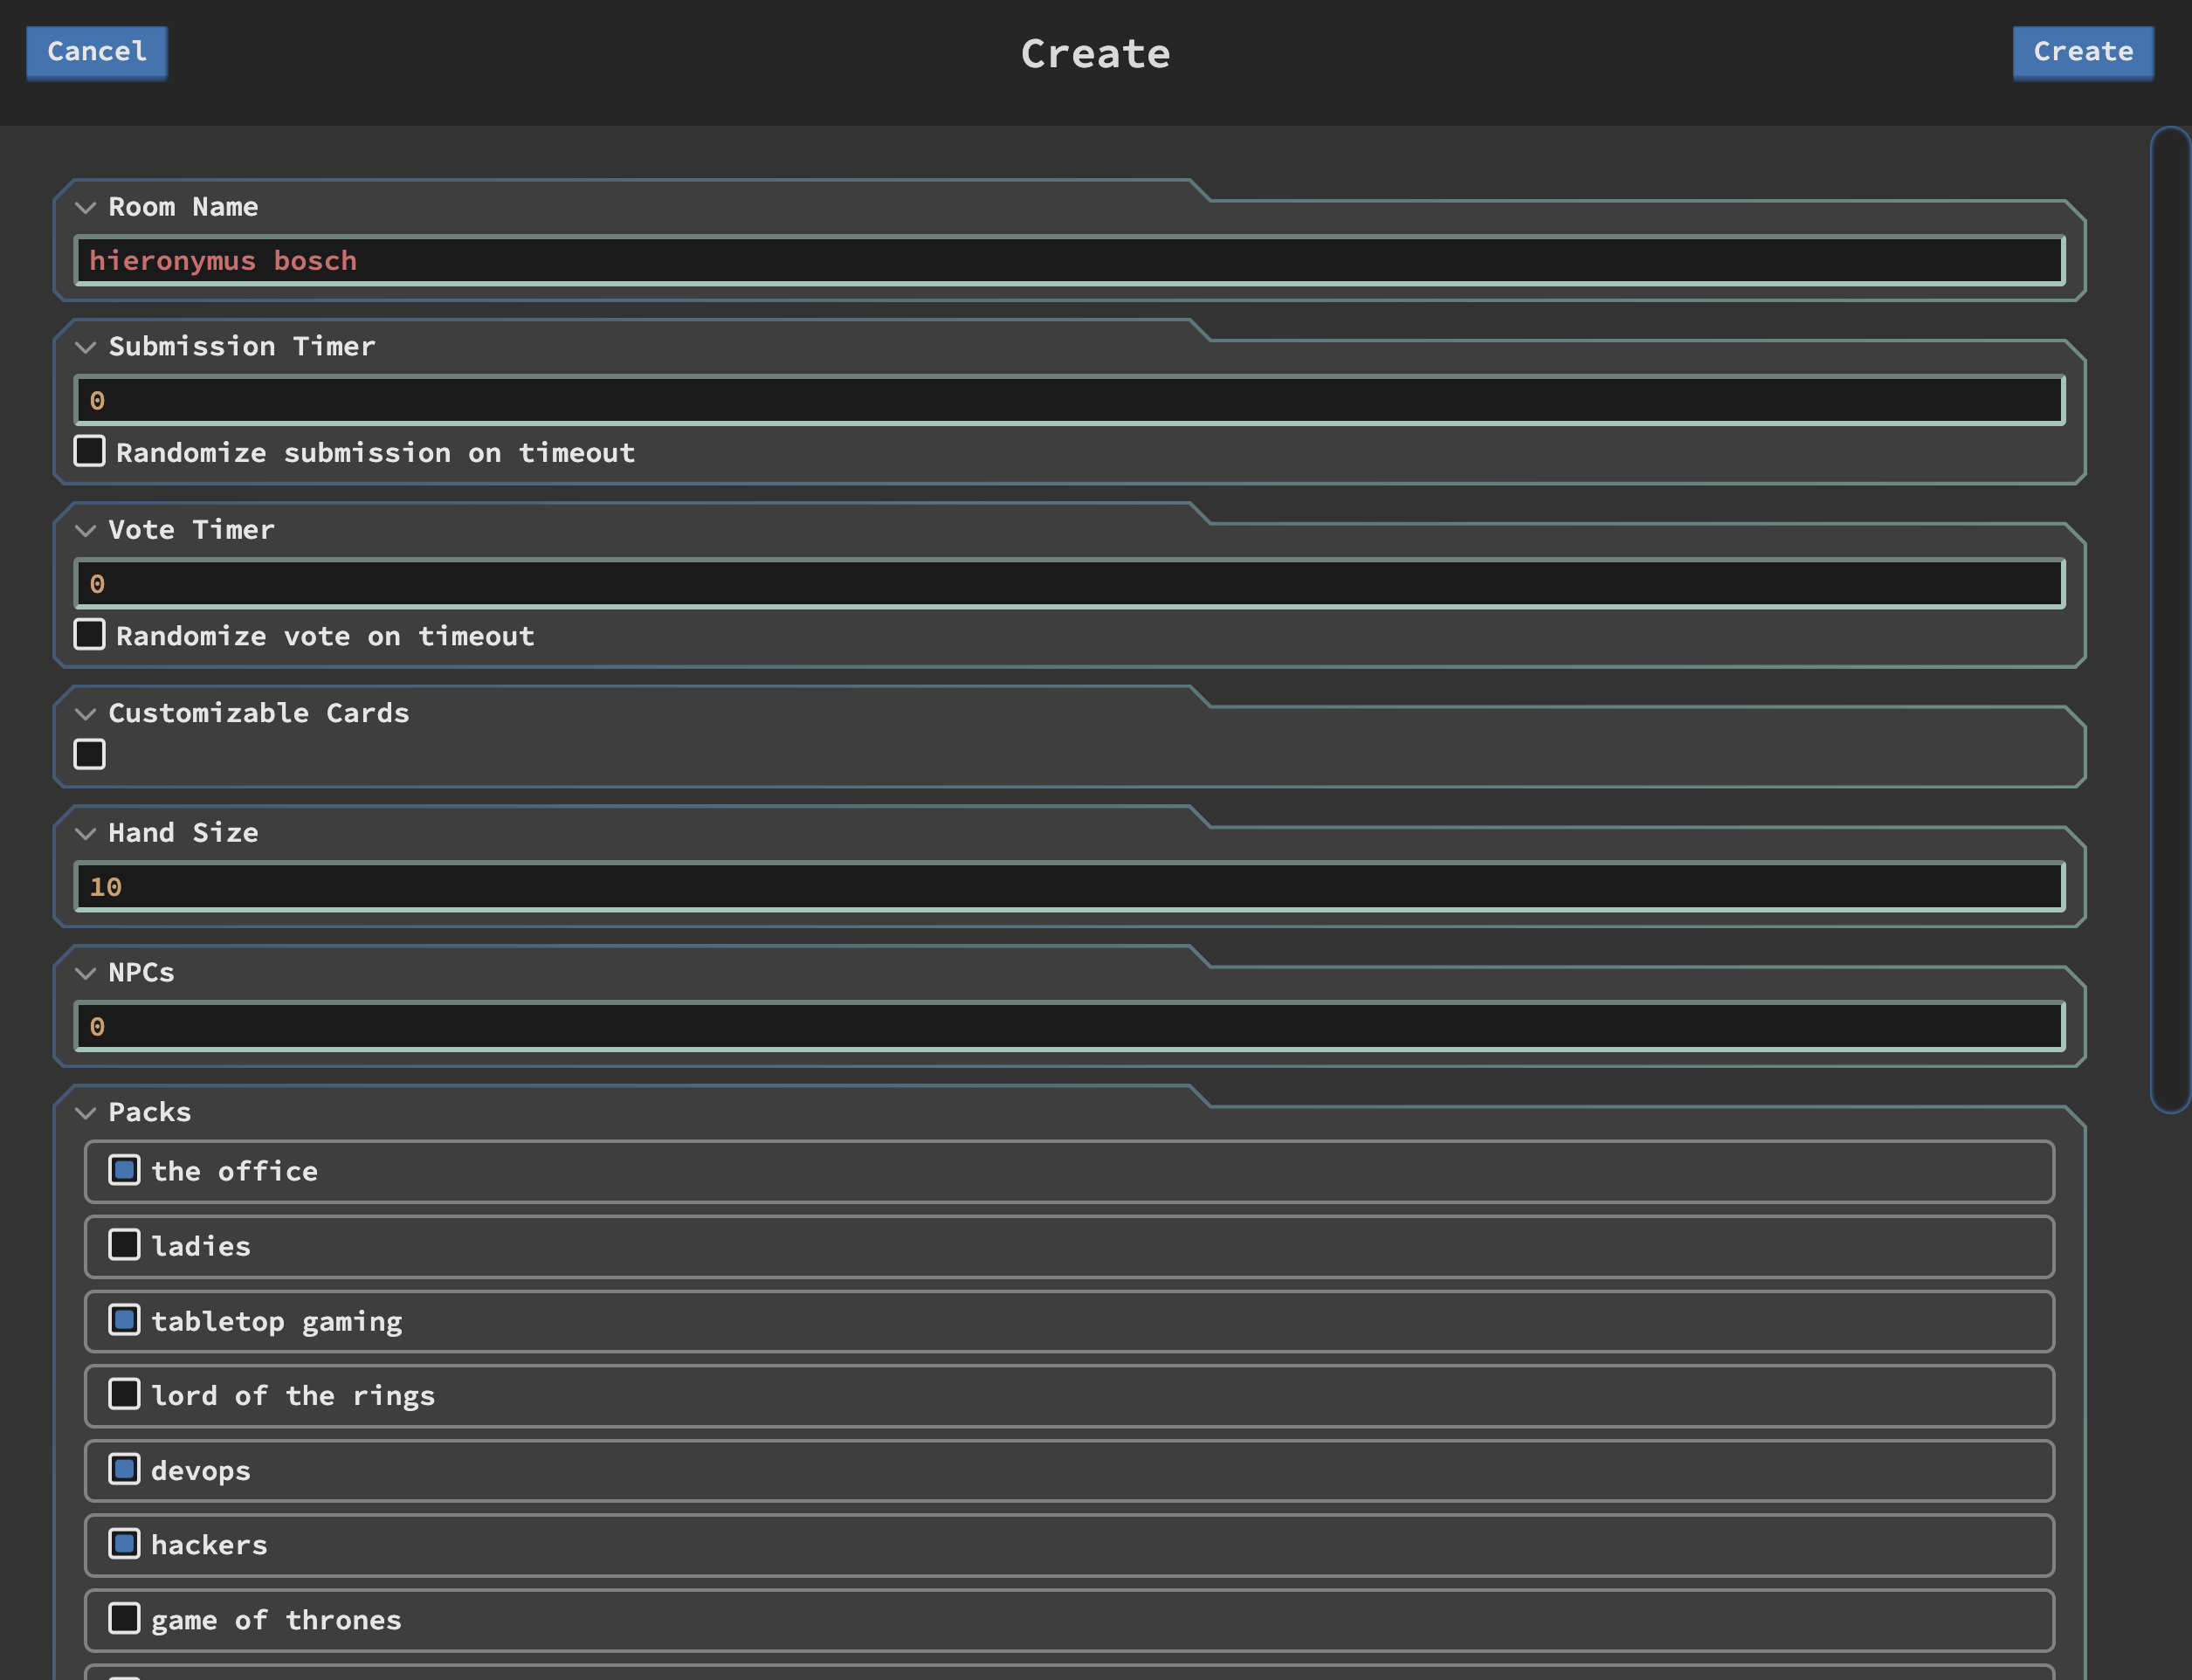 Cancel
Create
Create
Room Name
hieronymus bosch
Submission Timer
0
Randomize submission on timeout
Vote Timer
0
Randomize vote on timeout
Customizable Cards
Hand Size
10
NPCs
0
Packs
the office
ladies
tabletop gaming
lord of the rings
devops
hackers
game of thrones